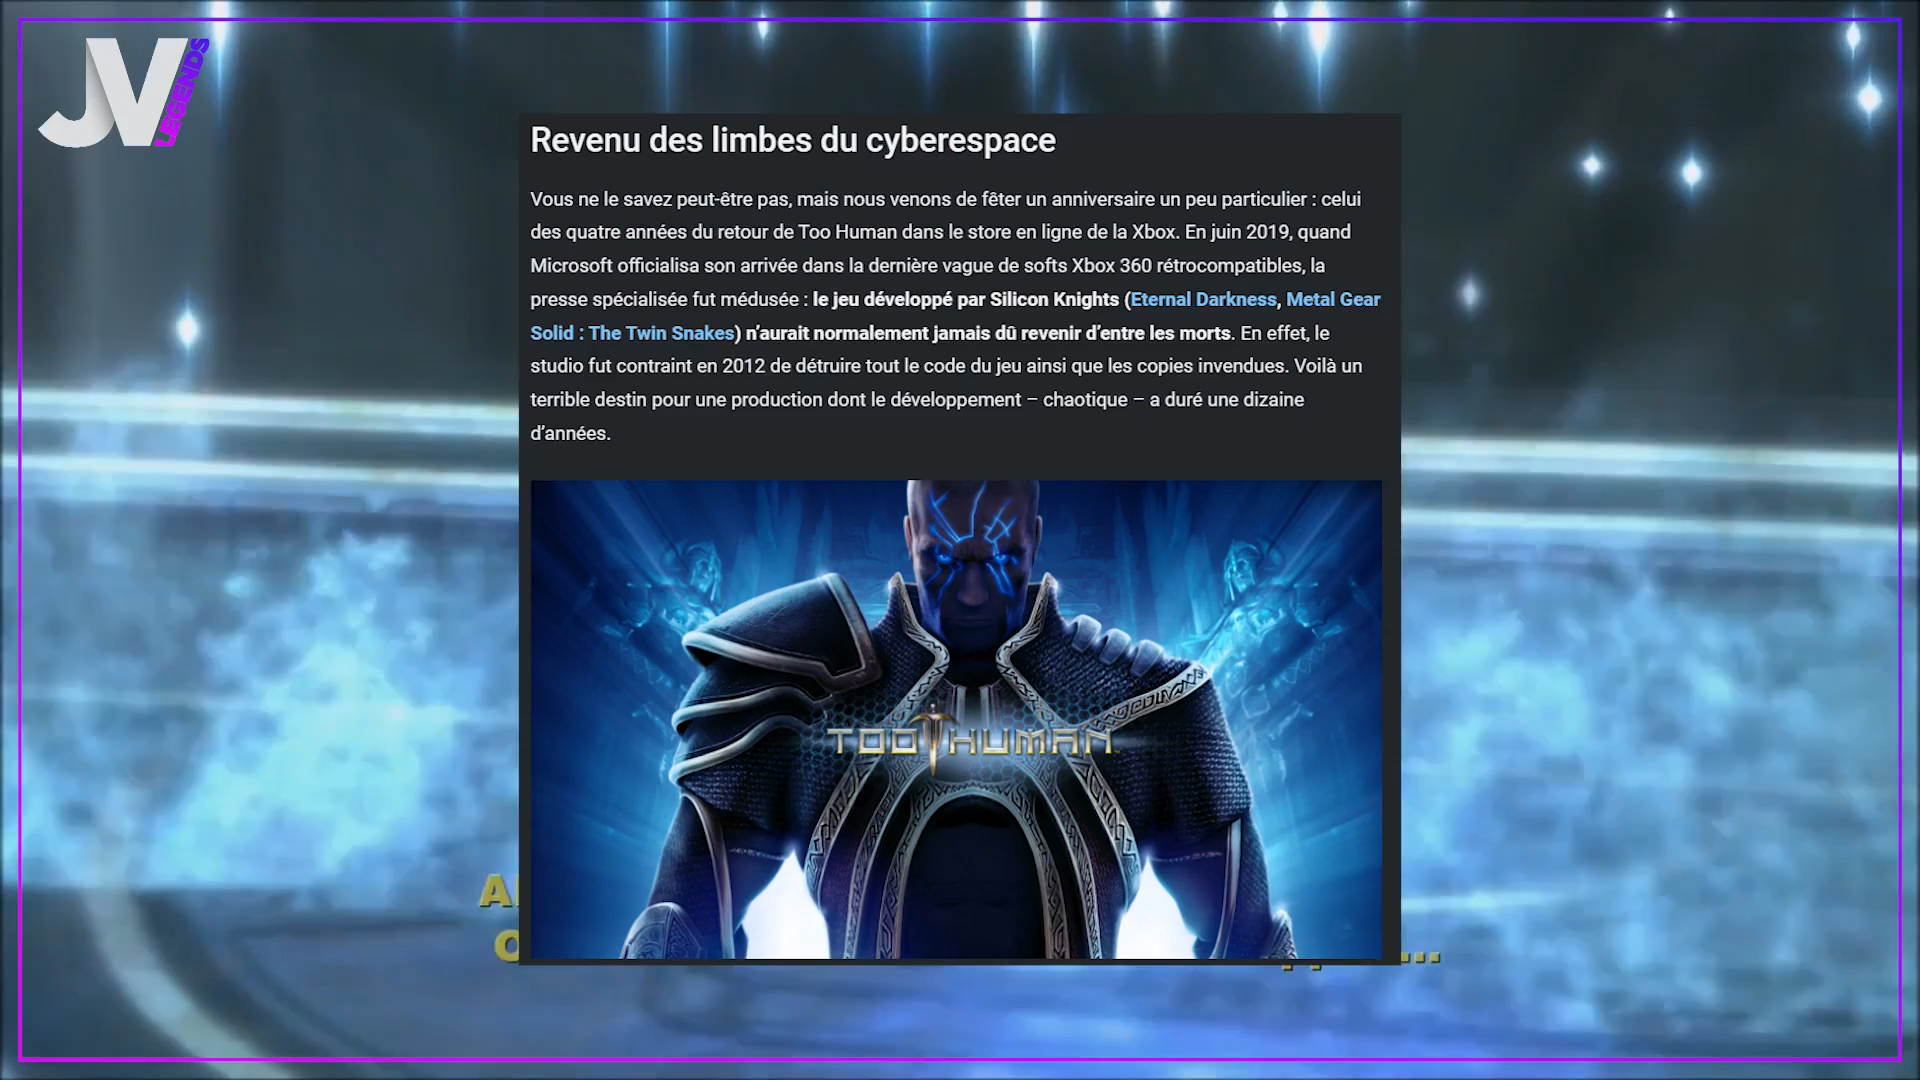 JV
LEGENDS
Revenu des limbes du cyberespace
Vous ne le savez peut-être pas, mais nous venons de fêter un anniversaire un peu particulier : celui
des quatre années du retour de Too Human dans le store en ligne de la Xbox. En juin 2019, quand
Microsoft officialisa son arrivée dans la dernière vague de softs Xbox 360 rétrocompatibles, la
presse spécialisée fut médusée : le jeu développé par Silicon Knights (Eternal Darkness, Metal Gear
Solid : The Twin Snakes) n’aurait normalement jamais dû revenir d’entre les morts. En effet, le
studio fut contraint en 2012 de détruire tout le code du jeu ainsi que les copies invendues. Voilà un
terrible destin pour une production dont le développement – chaotique – a duré une dizaine
d’années.
TOO HUMAN